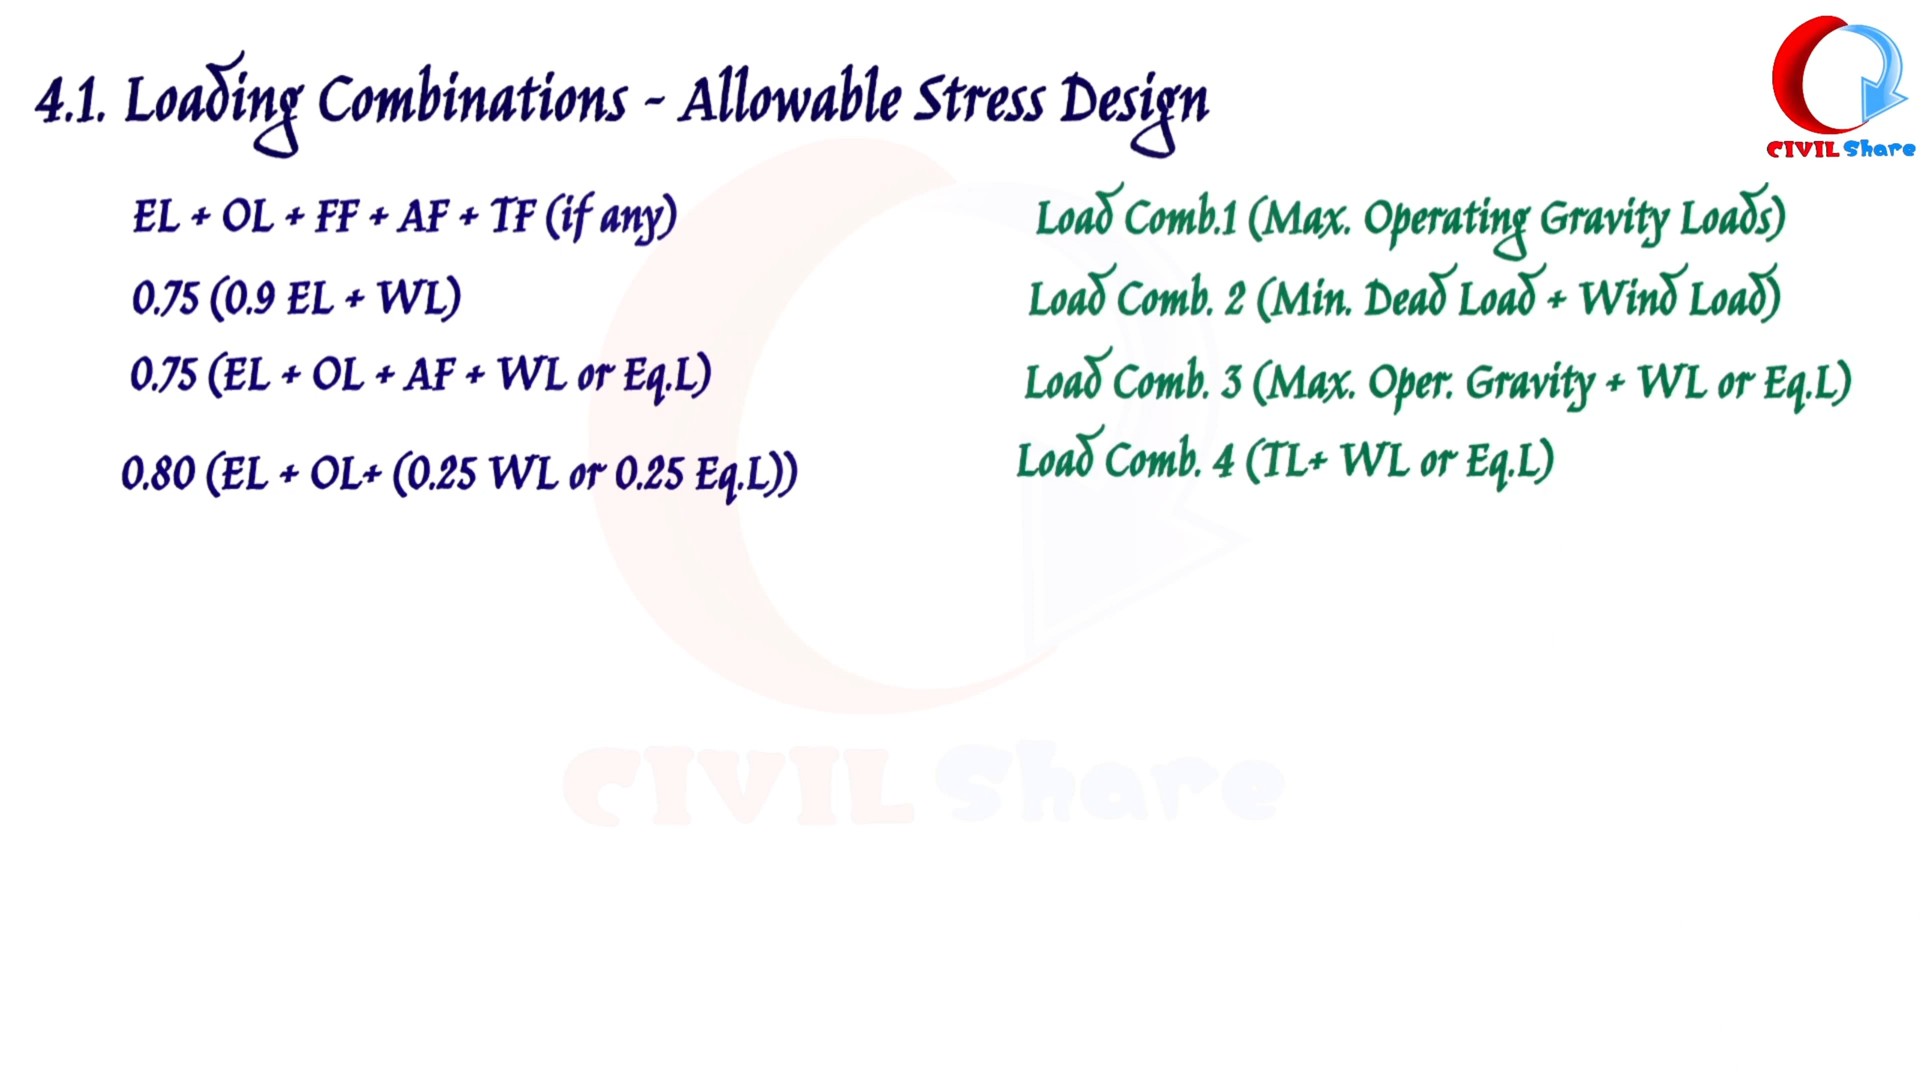 CIVIL Share
4.1. Loading Combinations - Allowable Stress Design
EL + OL + FF + AF + TF (if any)
Load Comb.1 (Max. Operating Gravity Loads)
0.75 (0.9 EL + WL)
Load Comb. 2 (Min. Dead Load + Wind Load)
0.75 (EL + OL + AF + WL or Eq.L)
Load Comb. 3 (Max. Oper. Gravity + WL or Eq.L)
0.80 (EL + OL+ (0.25 WL or 0.25 Eq.L))
Load Comb. 4 (TL+ WL or Eq.L)
CIVIL Share